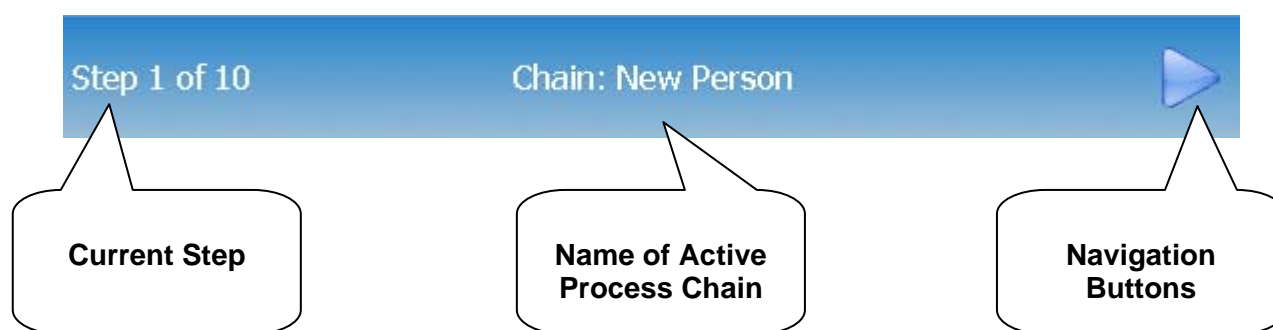 Step 1 of 10
Chain: New Person
Current Step
Name of Active
Process Chain
Navigation
Buttons